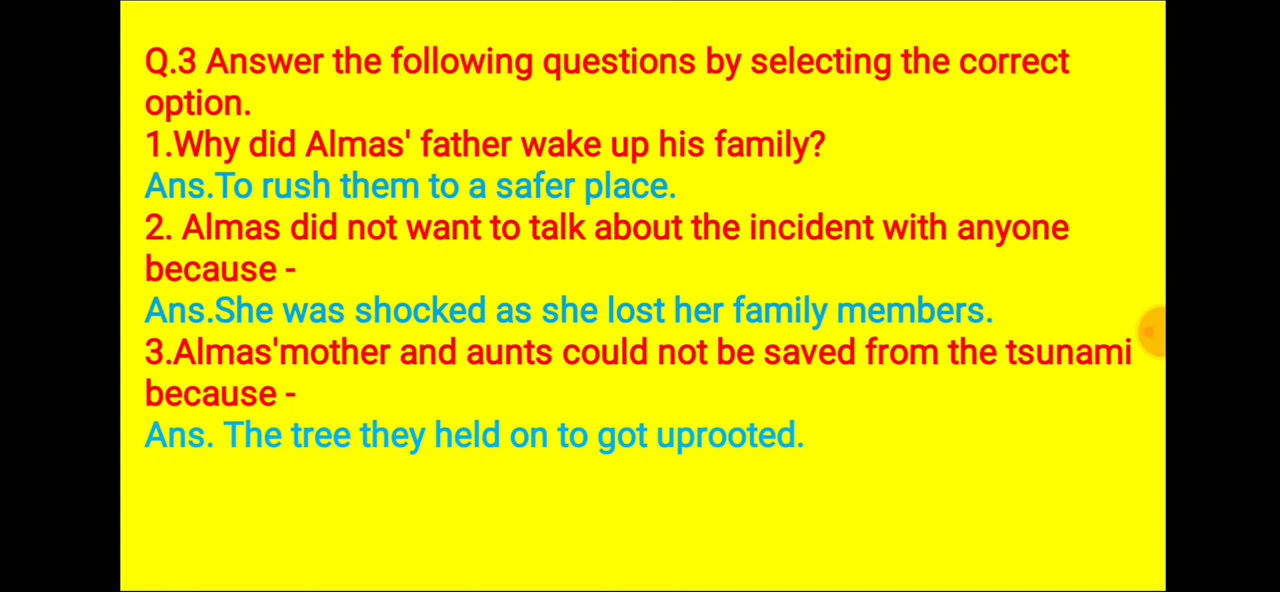 Q.3 Answer the following questions by selecting the correct
option.
1.Why did Almas' father wake up his family?
Ans.To rush them to a safer place.
2. Almas did not want to talk about the incident with anyone
because -
Ans.She was shocked as she lost her family members.
3.Almas'mother and aunts could not be saved from the tsunami
because -
Ans. The tree they held on to got uprooted.